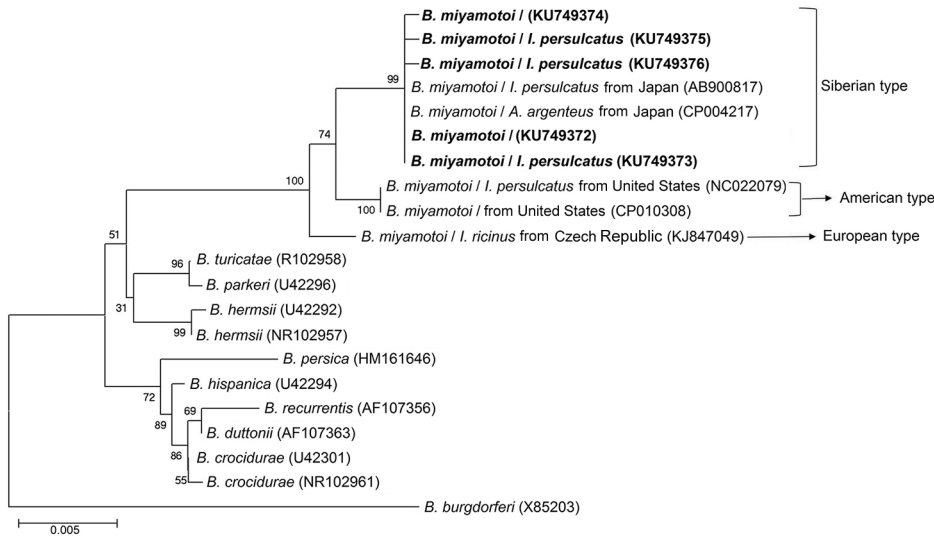 B. miyamotoi / (KU749374)
B. miyamotoi / I. persulcatus (KU749375)
B. miyamotoi / I. persulcatus (KU749376)
99
B. miyamotoi / I. persulcatus from Japan (AB900817)
Siberian type
B. miyamotoi / A. argenteus from Japan (CP004217)
74
B. miyamotoi / (KU749372)
B. miyamotoi / I. persulcatus (KU749373)
100
B. miyamotoi / I. persulcatus from United States (NC022079)
American type
100
B. miyamotoi / from United States (CP010308)
51
B. miyamotoi / I. ricinus from Czech Republic (KJ847049)
European type
96
B. turicatae (R102958)
B. parkeri (U42296)
31
B. hermsii (U42292)
99
B. hermsii (NR102957)
B. persica (HM161646)
72
B. hispanica (U42294)
89
69
B. recurrentis (AF107356)
B. duttonii (AF107363)
86
B. crocidurae (U42301)
55
B. crocidurae (NR102961)
B. burgdorferi (X85203)
0.005